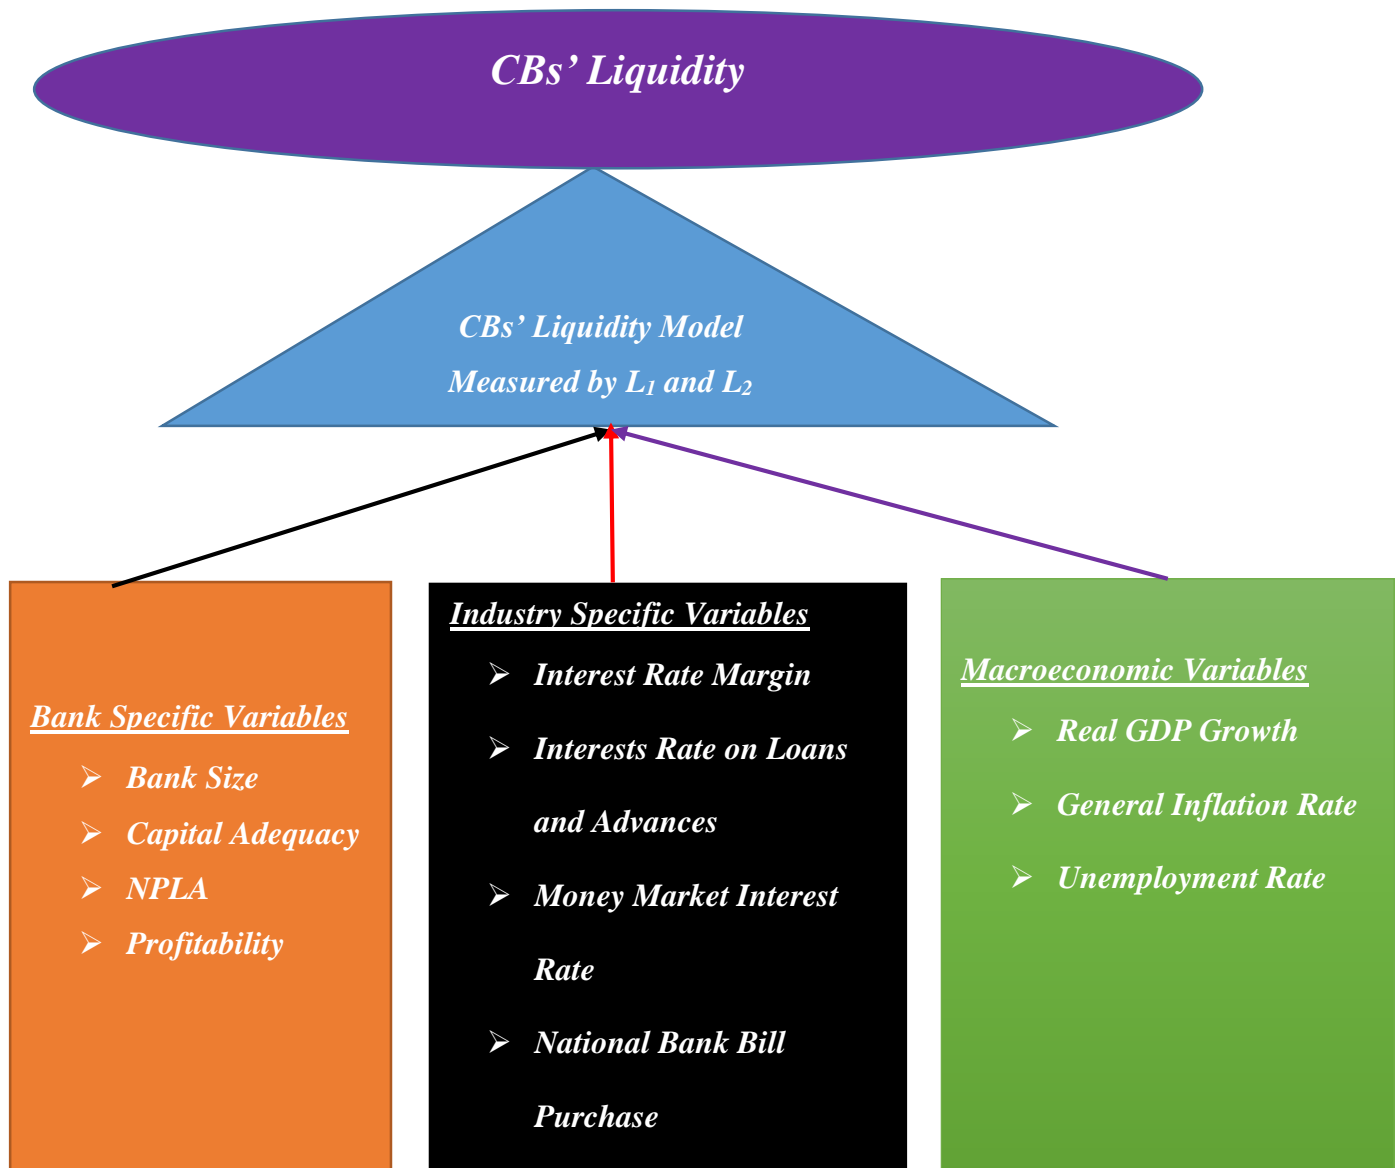 CBs’ Liquidity
CBs’ Liquidity Model
Measured by L1 and L2
Bank Specific Variables
➢ Bank Size
➢ Capital Adequacy
➢ NPLA
➢ Profitability
Industry Specific Variables
➢ Interest Rate Margin
➢ Interests Rate on Loans
and Advances
➢ Money Market Interest
Rate
➢ National Bank Bill
Purchase
Macroeconomic Variables
➢ Real GDP Growth
➢ General Inflation Rate
➢ Unemployment Rate